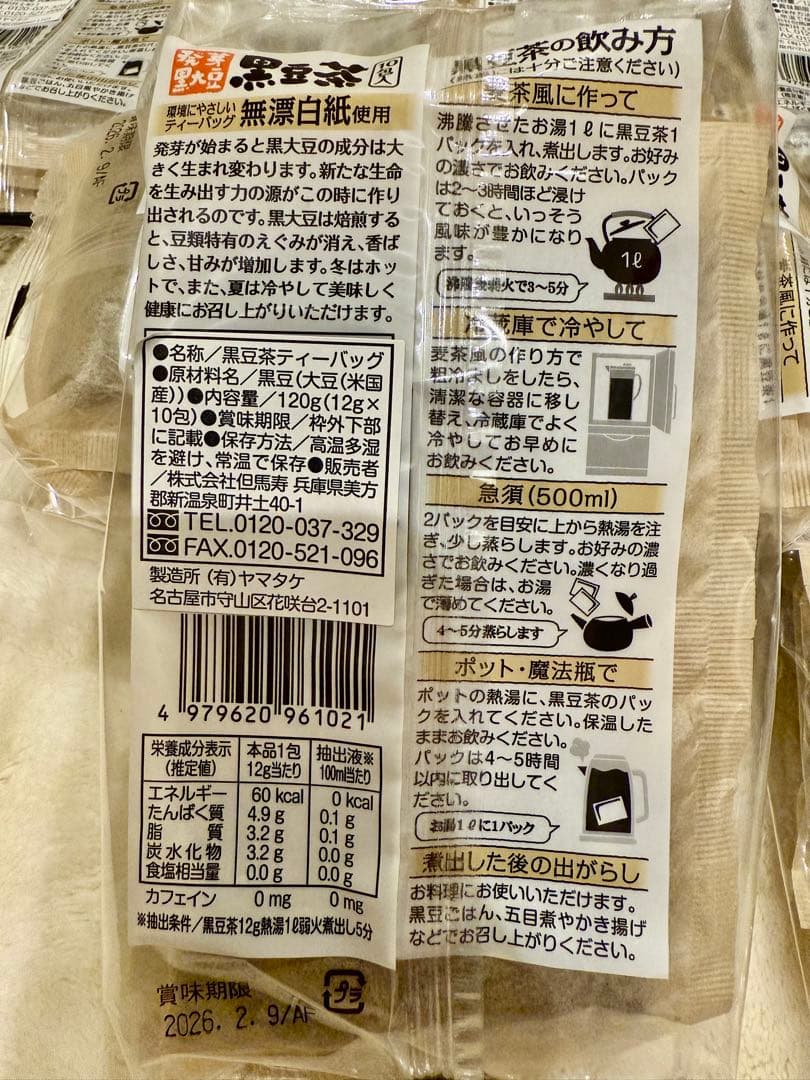 発芽
黒大豆
黒豆茶
10包入
環境にやさしい
ティーバッグ
無漂白紙使用
発芽が始まると黒大豆の成分は大
きく生まれ変わります。新たな生命
を生み出す力の源がこの時に作り
出されるのです。黒大豆は焙煎する
と、豆類特有のえぐみが消え、香ば
しさ、甘みが増加します。冬はホッ
トで、また、夏は冷やして美味しく
健康にお召し上がりいただけます。
●名称／黒豆茶ティーバッグ
●原材料名／黒豆(大豆(米国
産))●内容量／120g(12g×
10包)●賞味期限／枠外下部
に記載●保存方法／高温多湿
を避け、常温で保存●販売者
／株式会社但馬寿 兵庫県美方
郡新温泉町井土40-1
TEL.0120-037-329
FAX.0120-521-096
製造所 (有)ヤマタケ
名古屋市守山区花咲台2-1101
4 979620 961021
栄養成分表示
(推定値)
本品1包
12g当たり
抽出液※
100ml当たり
エネルギー 60 kcal 0 kcal
たんぱく質 4.9 g 0.1 g
脂質 3.2 g 0.1 g
炭水化物 3.2 g 0.0 g
食塩相当量 0.0 g 0.0 g
カフェイン 0 mg 0 mg
※抽出条件／黒豆茶12g熱湯1ℓ弱火煮出し5分
賞味期限
2026. 2. 9/AF
プラ
黒豆茶の飲み方
は十分ご注意ください)
麦茶風に作って
沸騰させたお湯1ℓに黒豆茶1
パックを入れ、煮出します。お好み
の濃さでお飲みください。パック
は2〜3時間ほど浸け
ておくと、いっそう
風味が豊かになり
ます。
1ℓ
沸騰後弱火で3〜5分
冷蔵庫で冷やして
麦茶風の作り方で
粗冷ましをしたら、
清潔な容器に移し
替え、冷蔵庫でよく
冷やしてお早めに
お飲みください。
急須(500ml)
2パックを目安に上から熱湯を注
ぎ、少し蒸らします。お好みの濃
さでお飲みください。濃くなり過
ぎた場合は、お湯
で薄めてください。
4〜5分蒸らします
ポット・魔法瓶で
ポットの熱湯に、黒豆茶のパッ
クを入れてください。保温した
ままお飲みください。
パックは4〜5時間
以内に取り出してく
ださい。
お湯1ℓに1パック
煮出した後の出がらし
お料理にお使いいただけます。
黒豆ごはん、五目煮やかき揚げ
などでお召し上がりください。
2026. 2. 9/AF